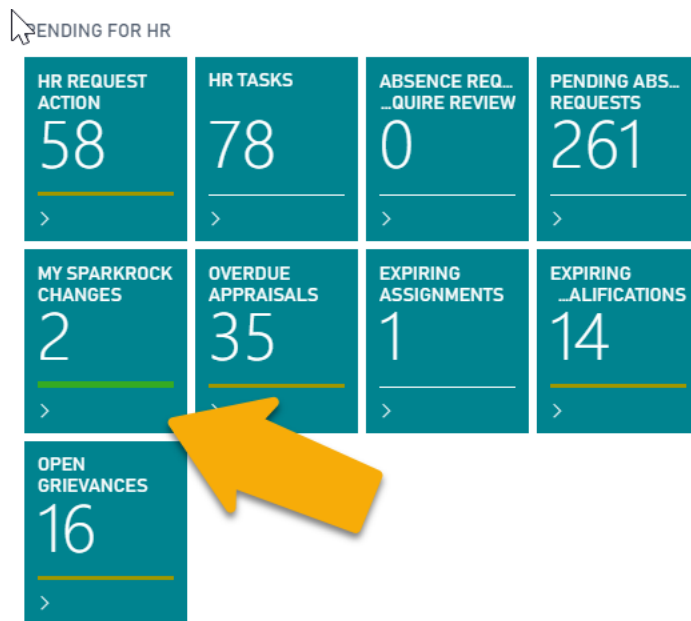 PENDING FOR HR
HR REQUEST
ACTION
58
HR TASKS
78
ABSENCE REQ...
...QUIRE REVIEW
0
PENDING ABS...
REQUESTS
261
MY SPARKROCK
CHANGES
2
OVERDUE
APPRAISALS
35
EXPIRING
ASSIGNMENTS
1
EXPIRING
...ALIFICATIONS
14
OPEN
GRIEVANCES
16